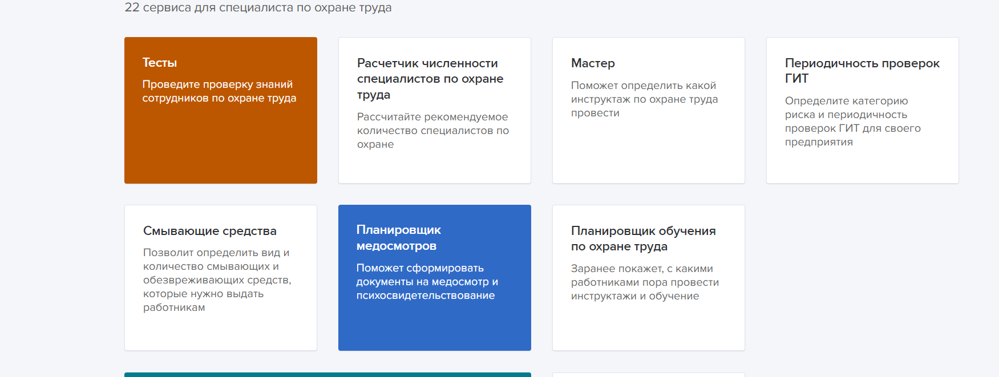 22 сервиса для специалиста по охране труда
Тесты
Проведите проверку знаний
сотрудников по охране труда
Расчетчик численности
специалистов по охране
труда
Рассчитайте рекомендуемое
количество специалистов по
охране
Мастер
Поможет определить какой
инструктаж по охране труда
провести
Периодичность проверок
ГИТ
Определите категорию
риска и периодичность
проверок ГИТ для своего
предприятия
Смывающие средства
Позволит определить вид и
количество смывающих и
обезвреживающих средств,
которые нужно выдать
работникам
Планировщик
медосмотров
Поможет сформировать
документы на медосмотр и
психосвидетельствование
Планировщик обучения
по охране труда
Заранее покажет, с какими
работниками пора провести
инструктажи и обучение